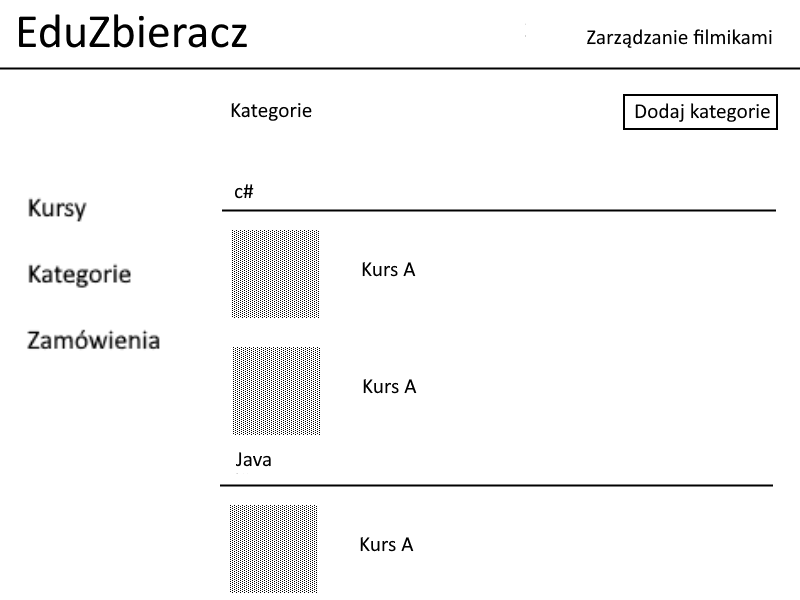 EduZbieracz
Zarządzanie filmikami
Kategorie
Dodaj kategorie
Kursy
Kategorie
Zamówienia
c#
Kurs A
Kurs A
Java
Kurs A